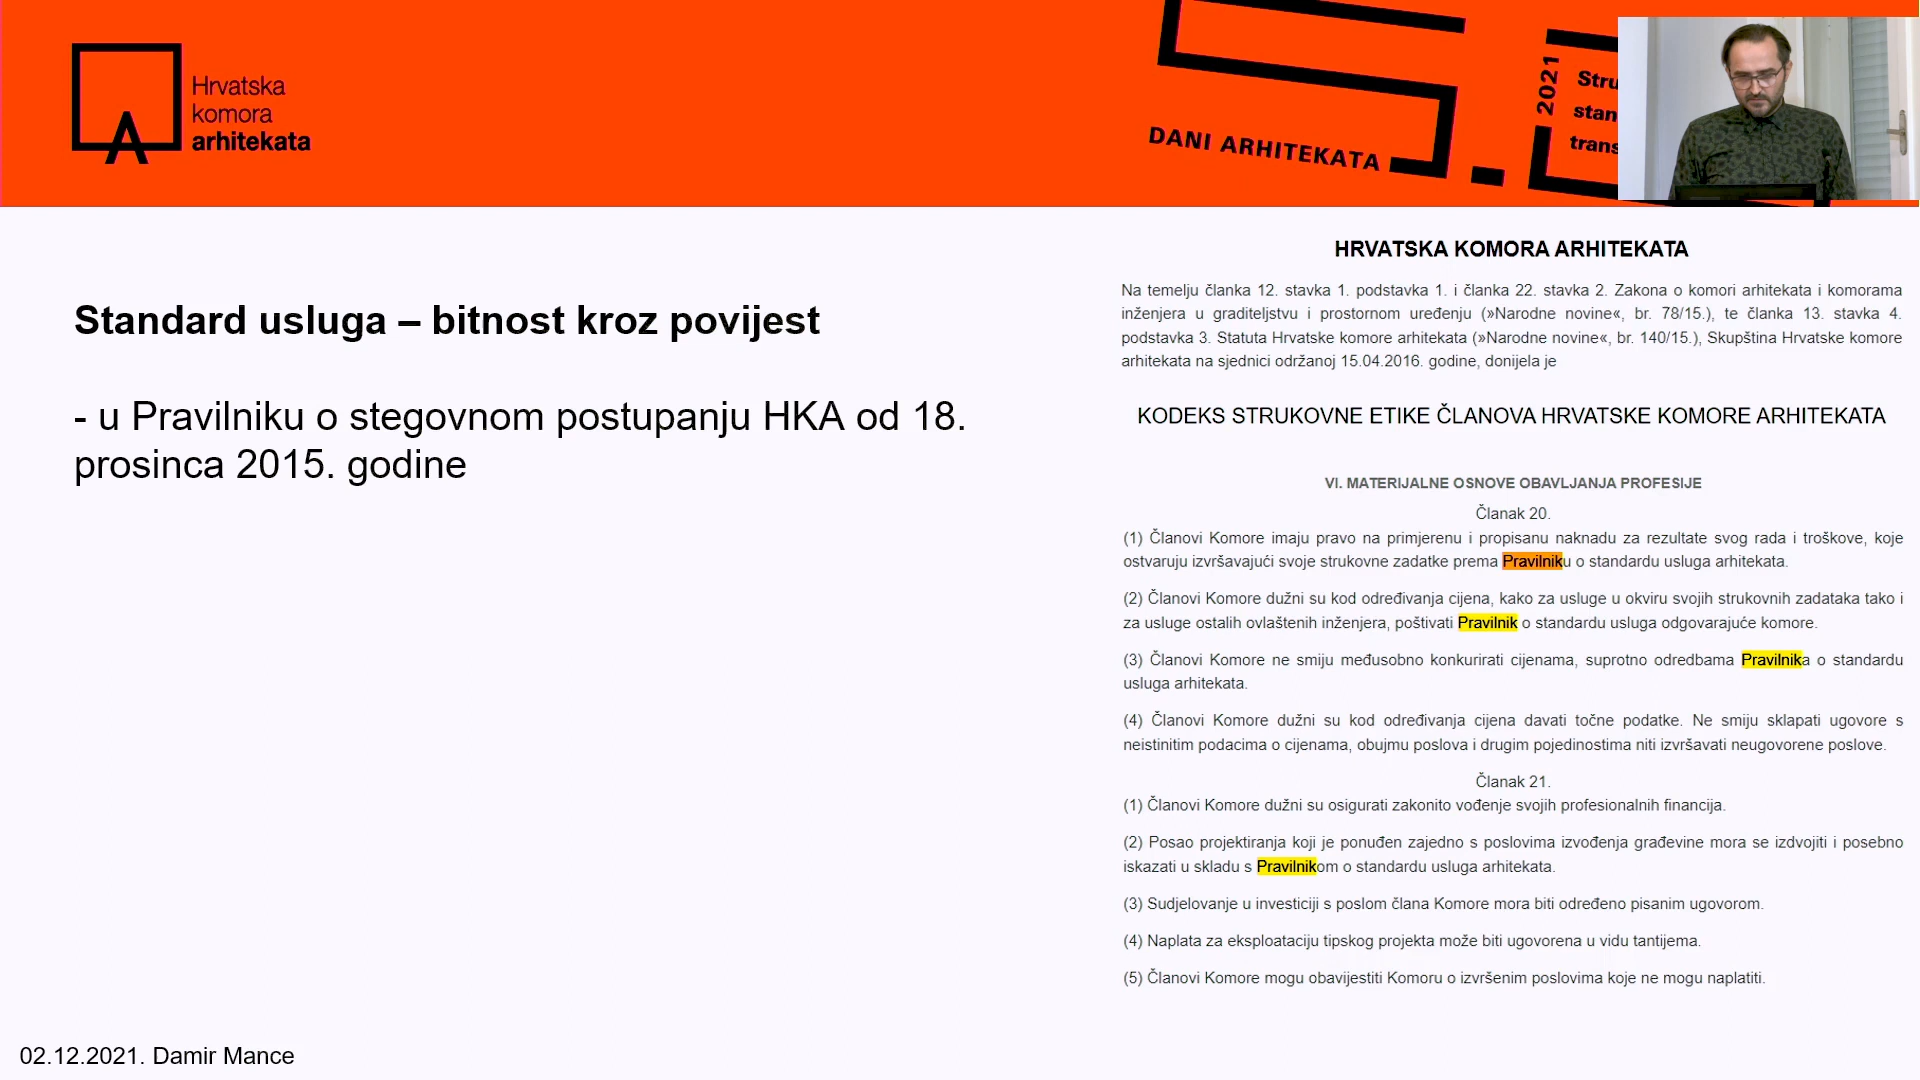 Hrvatska
komora
arhitekata
DANI ARHITEKATA
2021
Standard usluga – bitnost kroz povijest
- u Pravilniku o stegovnom postupanju HKA od 18.
prosinca 2015. godine
HRVATSKA KOMORA ARHITEKATA
Na temelju članka 12. stavka 1. podstavka 1. i članka 22. stavka 2. Zakona o komori arhitekata i komorama
inženjera u graditeljstvu i prostornom uređenju (»Narodne novine«, br. 78/15.), te članka 13. stavka 4.
podstavka 3. Statuta Hrvatske komore arhitekata (»Narodne novine«, br. 140/15.), Skupština Hrvatske komore
arhitekata na sjednici održanoj 15.04.2016. godine, donijela je
KODEKS STRUKOVNE ETIKE ČLANOVA HRVATSKE KOMORE ARHITEKATA
VI. MATERIJALNE OSNOVE OBAVLJANJA PROFESIJE
Članak 20.
(1) Članovi Komore imaju pravo na primjerenu i propisanu naknadu za rezultate svog rada i troškove, koje
ostvaruju izvršavajući svoje strukovne zadatke prema Pravilniku o standardu usluga arhitekata.
(2) Članovi Komore dužni su kod određivanja cijena, kako za usluge u okviru svojih strukovnih zadataka tako i
za usluge ostalih ovlaštenih inženjera, poštivati Pravilnik o standardu usluga odgovarajuće komore.
(3) Članovi Komore ne smiju međusobno konkurirati cijenama, suprotno odredbama Pravilnika o standardu
usluga arhitekata.
(4) Članovi Komore dužni su kod određivanja cijena davati točne podatke. Ne smiju sklapati ugovore s
neistinitim podacima o cijenama, obujmu poslova i drugim pojedinostima niti izvršavati neugovorene poslove.
Članak 21.
(1) Članovi Komore dužni su osigurati zakonito vođenje svojih profesionalnih financija.
(2) Posao projektiranja koji je ponuđen zajedno s poslovima izvođenja građevine mora se izdvojiti i posebno
iskazati u skladu s Pravilnikom o standardu usluga arhitekata.
(3) Sudjelovanje u investiciji s poslom člana Komore mora biti određeno pisanim ugovorom.
(4) Naplata za eksploataciju tipskog projekta može biti ugovorena u vidu tantijema.
(5) Članovi Komore mogu obavijestiti Komoru o izvršenim poslovima koje ne mogu naplatiti.
02.12.2021. Damir Mance